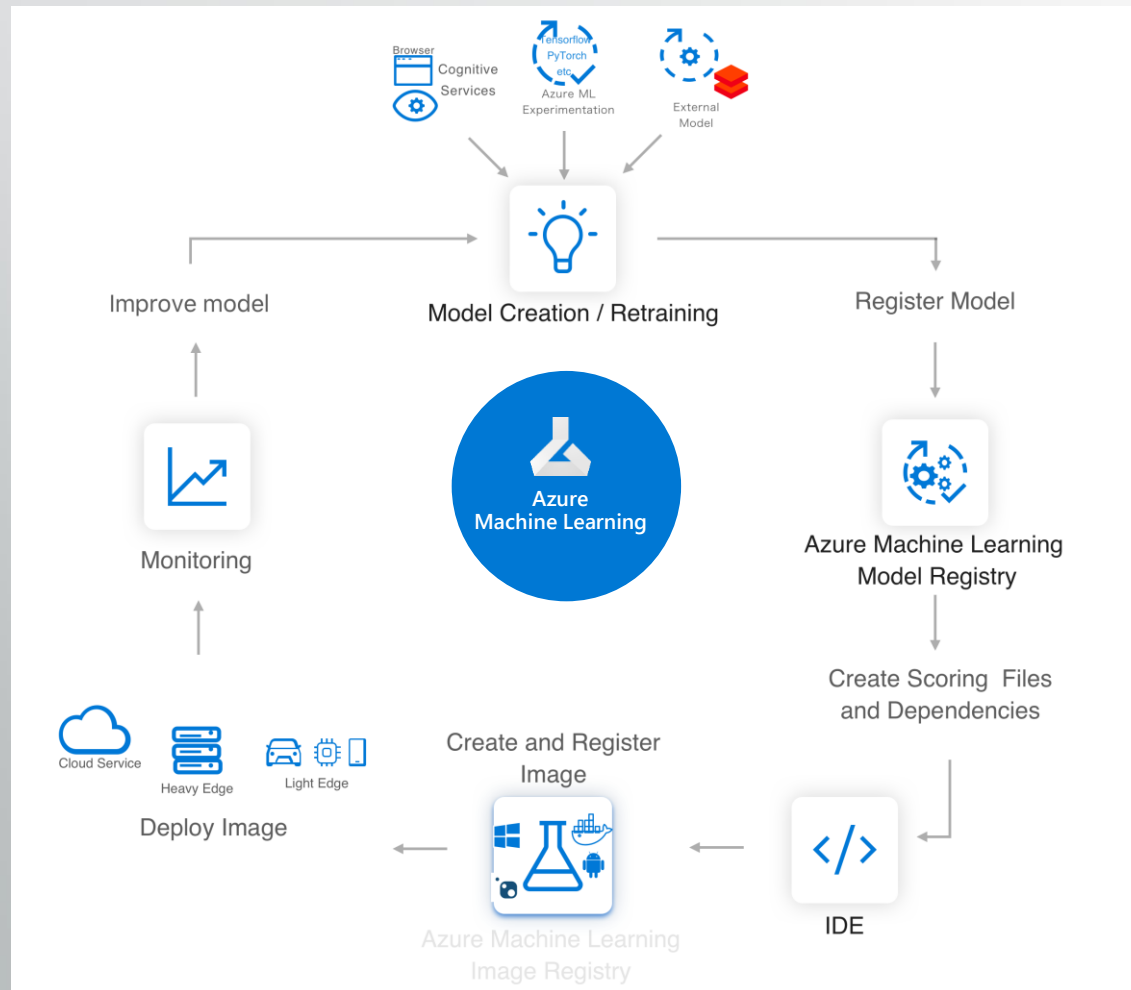 Browser
Cognitive
Services
Tensorflow
PyTorch
etc
Azure ML
Experimentation
External
Model
Model Creation / Retraining
Improve model
Register Model
Azure
Machine Learning
Monitoring
Azure Machine Learning
Model Registry
Create Scoring Files
and Dependencies
Cloud Service
Heavy Edge
Light Edge
Deploy Image
Create and Register
Image
IDE
Azure Machine Learning
Image Registry